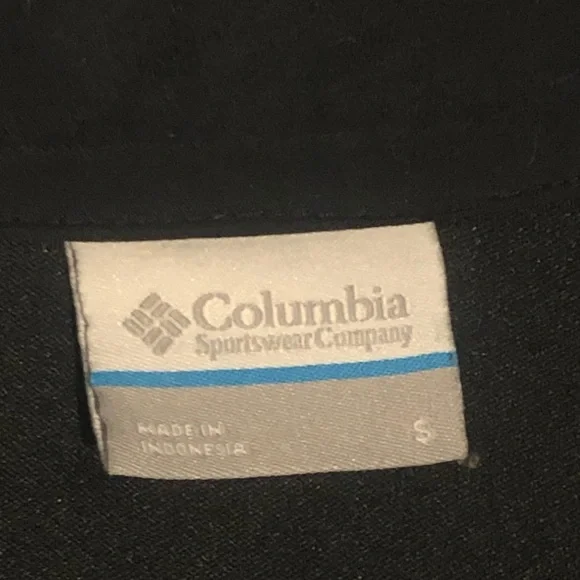 Columbia
Sportswear Company
MADE IN
INDONESIA
S